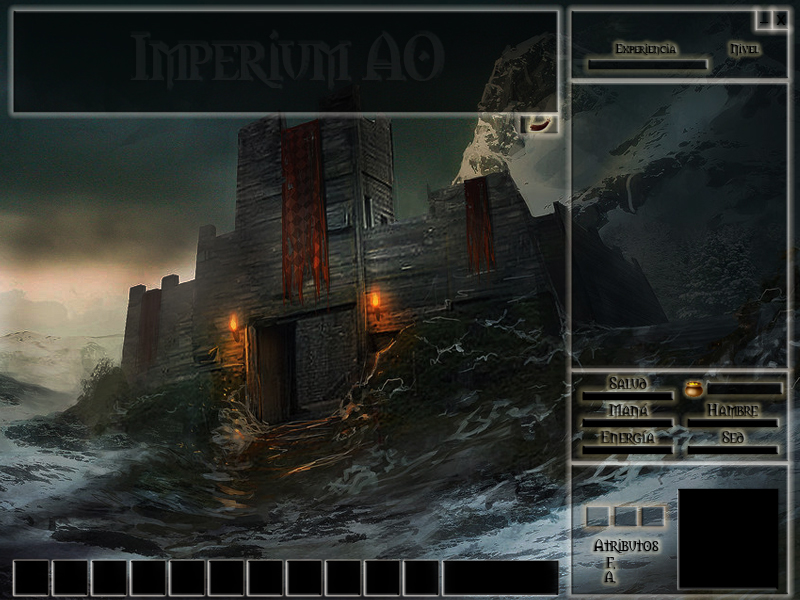 Imperium AO
Experiencia Nivel
Salud
Maná Hambre
Energía Sed
Atributos
F.
A.